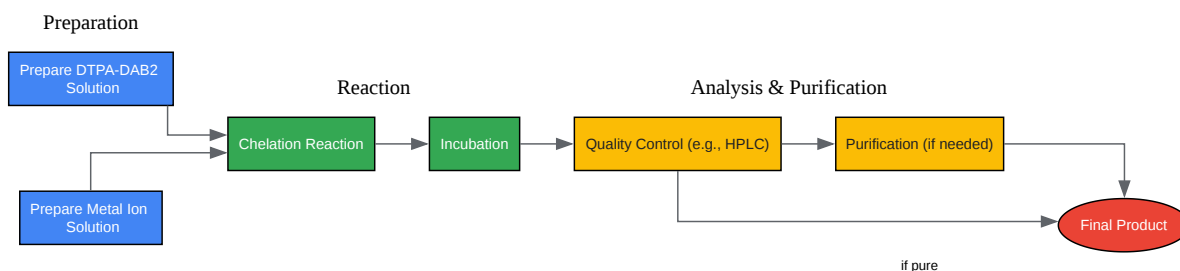 Preparation
Prepare DTPA-DAB2
Solution
Prepare Metal Ion
Solution
Reaction
Chelation Reaction
Incubation
Analysis & Purification
Quality Control (e.g., HPLC)
Purification (if needed)
if pure
Final Product